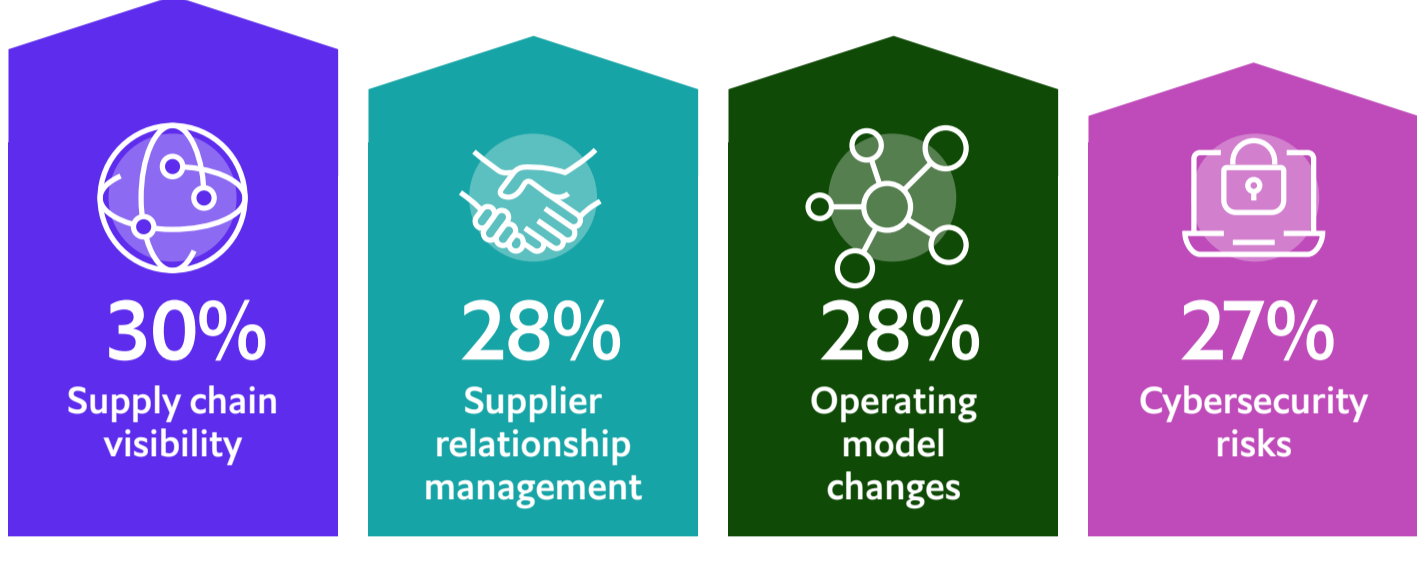 30%
Supply chain
visibility
28%
Supplier
relationship
management
28%
Operating
model
changes
27%
Cybersecurity
risks